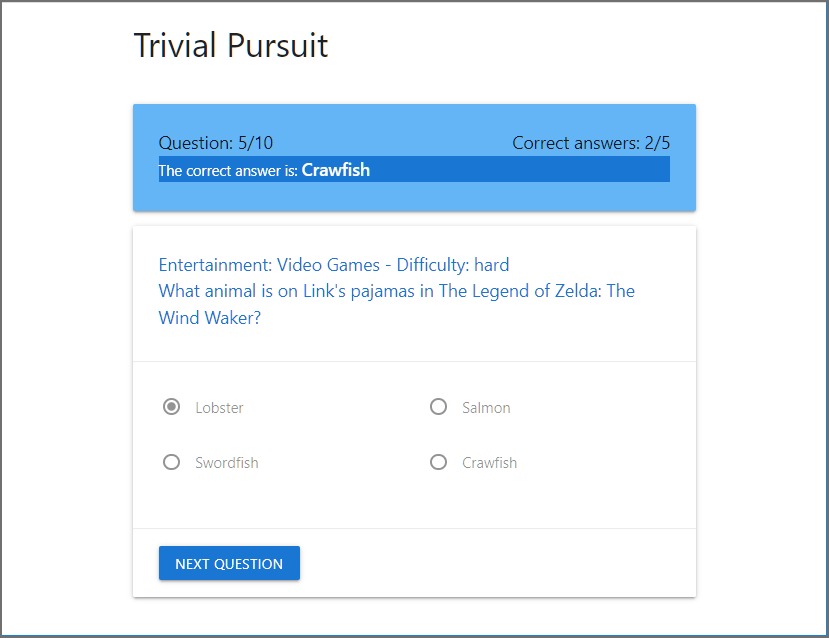 Trivial Pursuit
Question: 5/10 Correct answers: 2/5
The correct answer is: Crawfish
Entertainment: Video Games - Difficulty: hard
What animal is on Link's pajamas in The Legend of Zelda: The
Wind Waker?
Lobster Salmon
Swordfish Crawfish
NEXT QUESTION